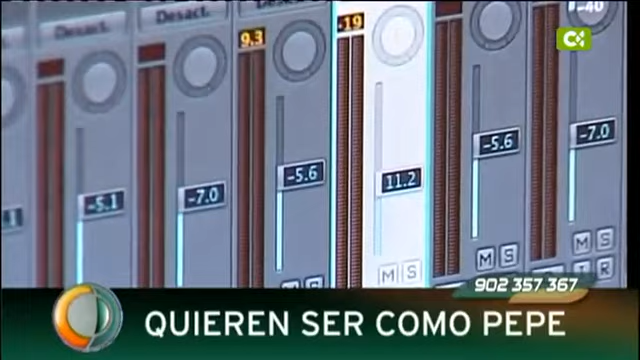 Desact.
Desact.
9.3
-19
-40
-5.1
-7.0
-5.6
11.2
-5.6
-7.0
M S
M S
M S
R
902 357 367
QUIEREN SER COMO PEPE